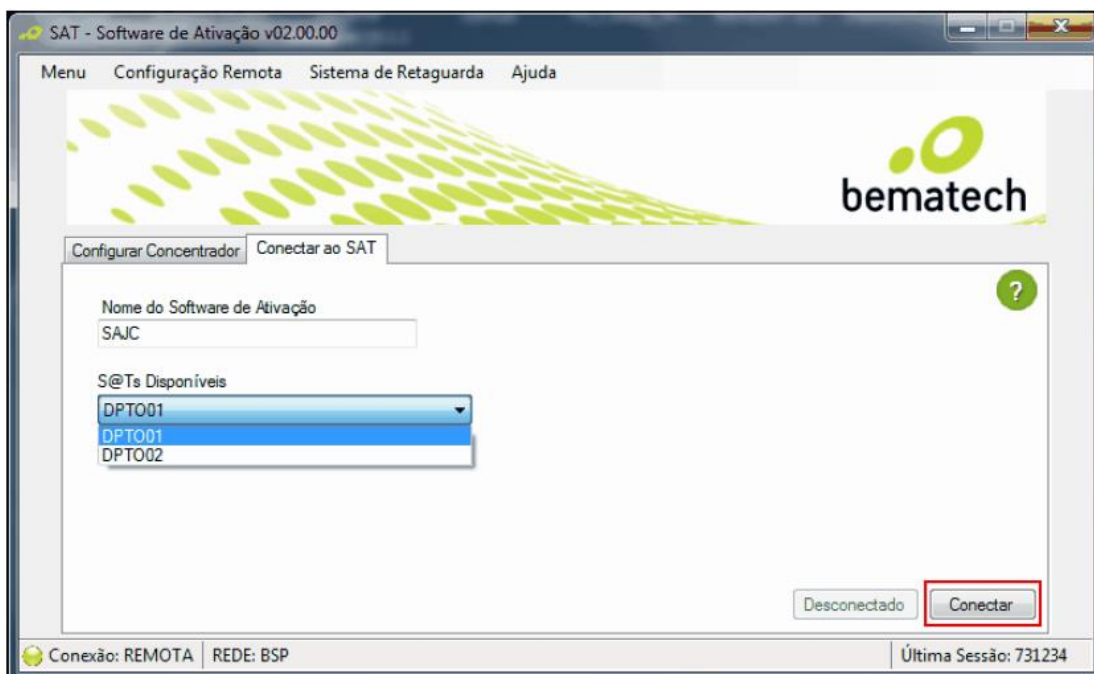 SAT - Software de Ativação v02.00.00
Menu Configuração Remota Sistema de Retaguarda Ajuda
bematech
Configurar Concentrador Conectar ao SAT
?
Nome do Software de Ativação
SAJC
S@Ts Disponíveis
DPTO01
DPTO01
DPTO02
Desconectado Conectar
Conexão: REMOTA REDE: BSP Última Sessão: 731234